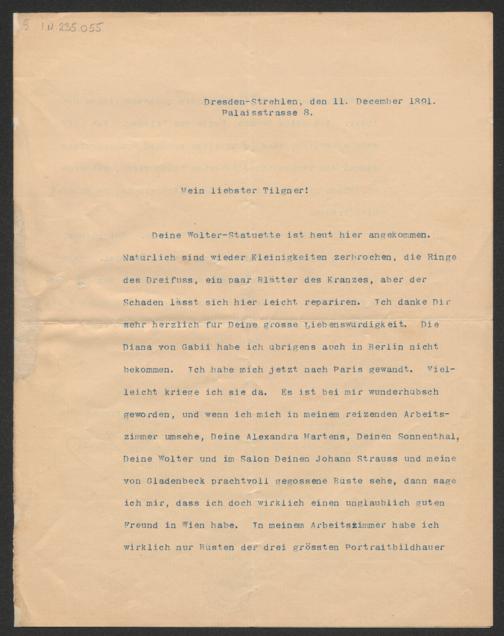 5 I.N 235.055
Dresden-Strehlen, den 11. December 1891.
Palaisstrasse 8.
Mein liebster Tilgner!
Deine Wolter-Statuette ist heut hier angekommen.
Natürlich sind wieder Kleinigkeiten zerbrochen, die Ringe
des Dreifuss, ein paar Blätter des Kranzes, aber der
Schaden lässt sich hier leicht repariren. Ich danke Dir
sehr herzlich für Deine grosse Liebenswürdigkeit. Die
Diana von Gabii habe ich übrigens auch in Berlin nicht
bekommen. Ich habe mich jetzt nach Paris gewandt. Viel-
leicht kriege ich sie da. Es ist bei mir wunderhübsch
geworden, und wenn ich mich in meinem reizenden Arbeits-
zimmer umsehe, Deine Alexandra Martens, Deinen Sonnenthal,
Deine Wolter und im Salon Deinen Johann Strauss und meine
von Gladenbeck prachtvoll gegossene Büste sehe, dann sage
ich mir, dass ich doch wirklich einen unglaublich guten
Freund in Wien habe. In meinem Arbeitszimmer habe ich
wirklich nur Büsten der drei grössten Portraitbildhauer